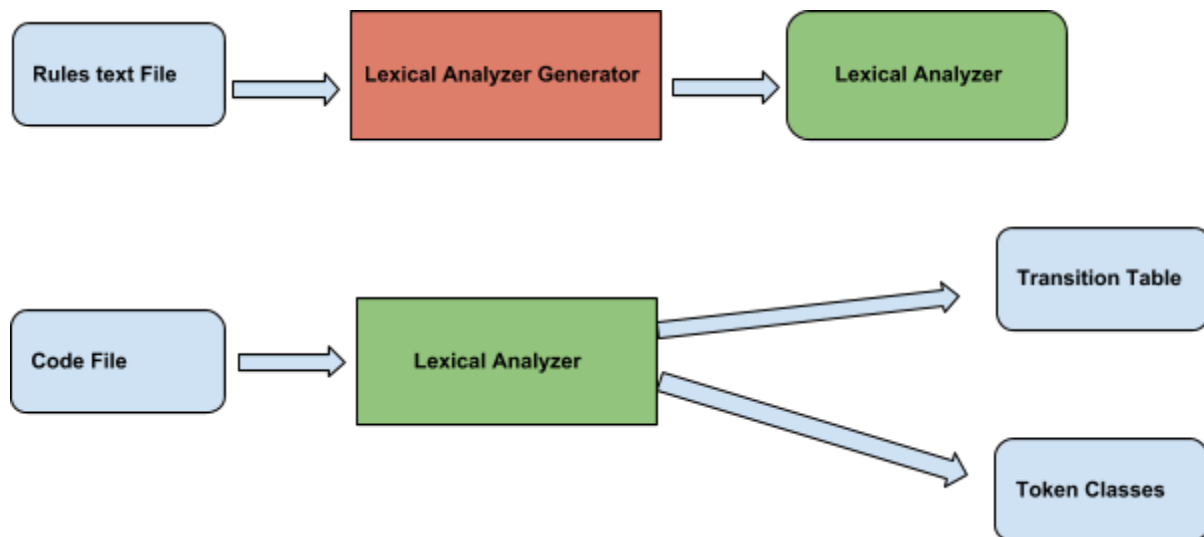 Rules text File
Lexical Analyzer Generator
Lexical Analyzer
Transition Table
Code File
Lexical Analyzer
Token Classes